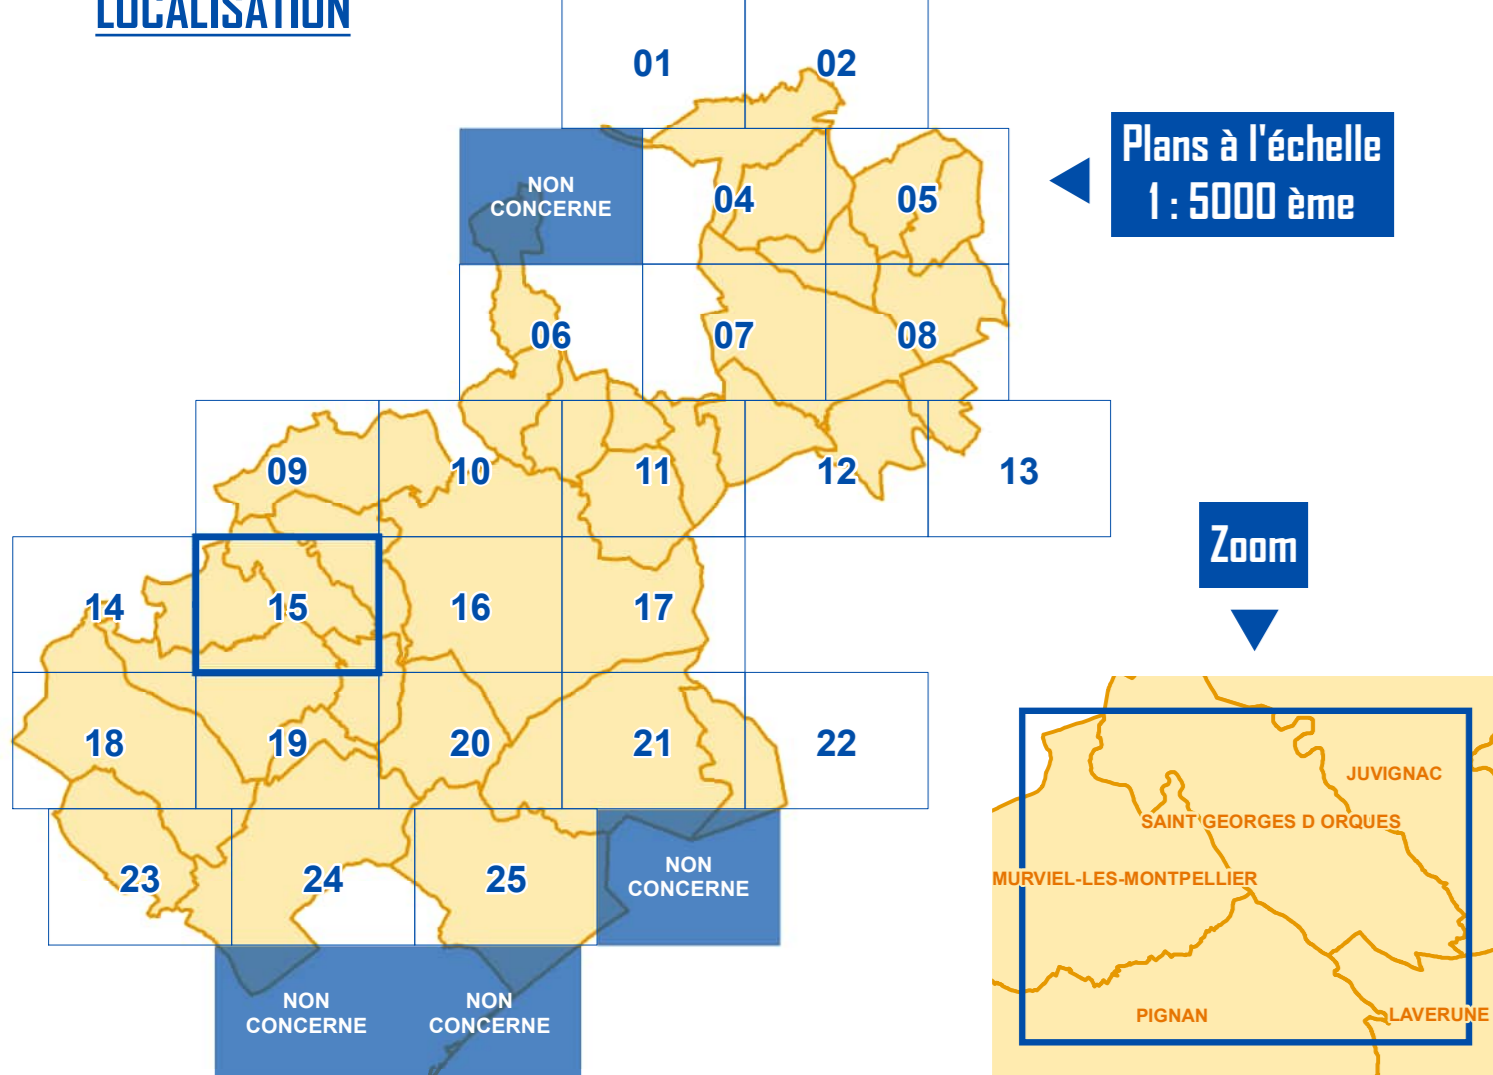 LOCALISATION
01
02
NON
CONCERNE
04
05
Plans à l'échelle
1 : 5000 ème
06
07
08
09
10
11
12
13
14
15
16
17
Zoom
18
19
20
21
22
JUVIGNAC
SAINT GEORGES D ORQUES
MURVIEL-LES-MONTPELLIER
PIGNAN
LAVERUNE
23
24
25
NON
CONCERNE
NON
CONCERNE
NON
CONCERNE